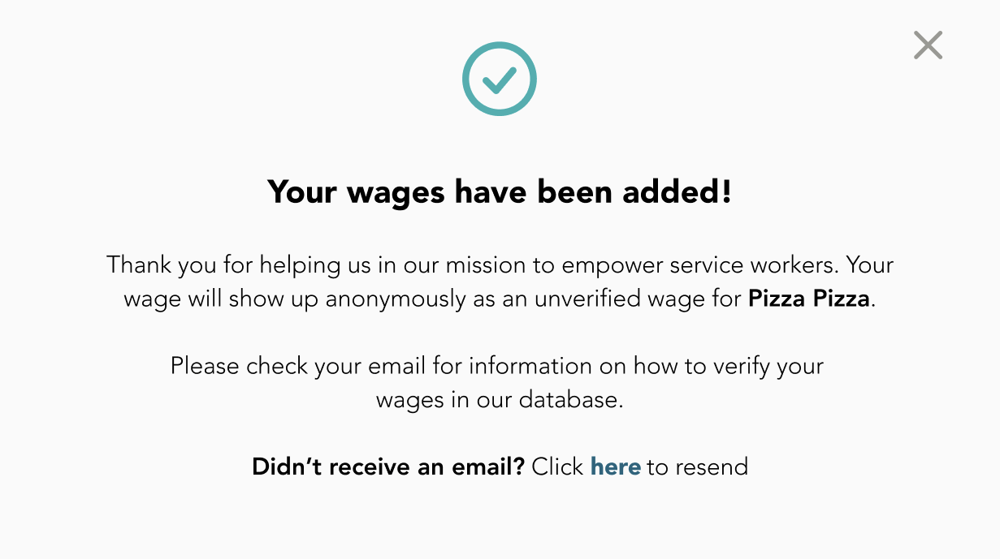 Your wages have been added!
Thank you for helping us in our mission to empower service workers. Your
wage will show up anonymously as an unverified wage for Pizza Pizza.
Please check your email for information on how to verify your
wages in our database.
Didn’t receive an email? Click here to resend